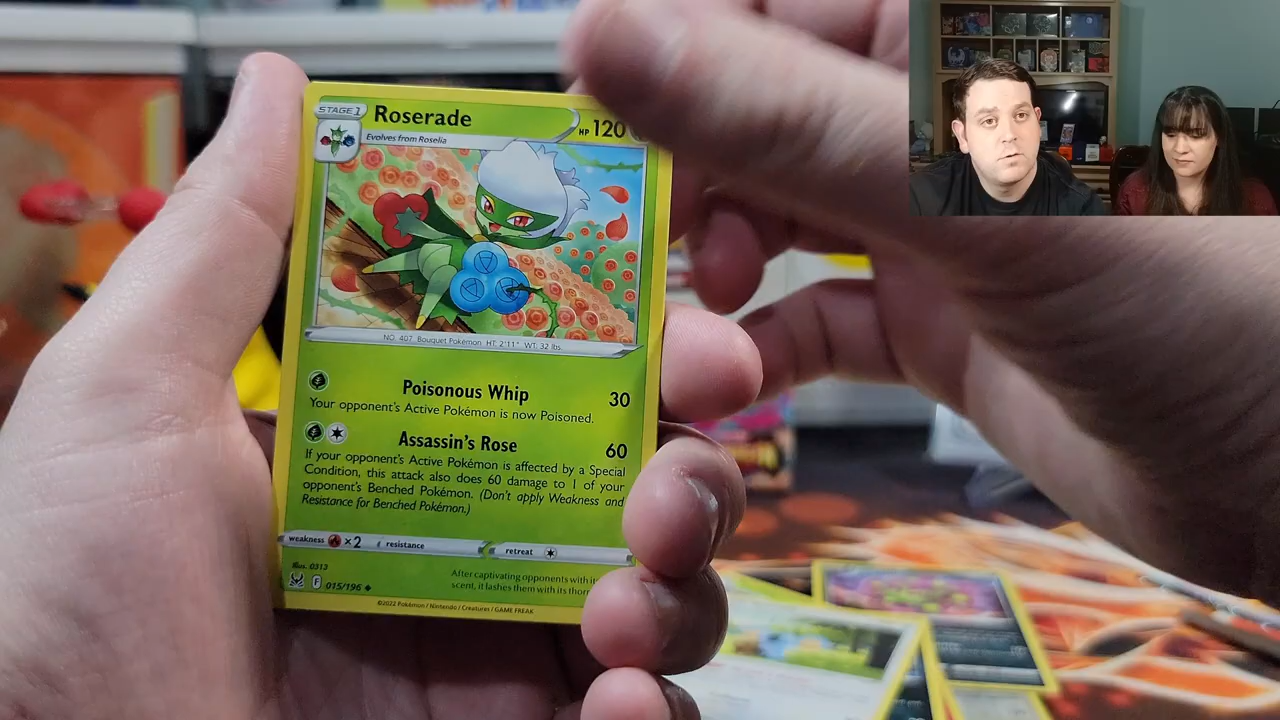 STAGE 1
Roserade
HP 120
Evolves from Roselia
NO. 407 Bouquet Pokémon HT: 2'11" WT: 32 lbs.
Poisonous Whip 30
Your opponent's Active Pokémon is now Poisoned.
Assassin's Rose 60
If your opponent's Active Pokémon is affected by a Special
Condition, this attack also does 60 damage to 1 of your
opponent's Benched Pokémon. (Don't apply Weakness and
Resistance for Benched Pokémon.)
weakness ×2 resistance retreat
Illus. 0313
F 015/196
After captivating opponents with its
scent, it lashes them with its
©2022 Pokémon / Nintendo / Creatures / GAME FREAK